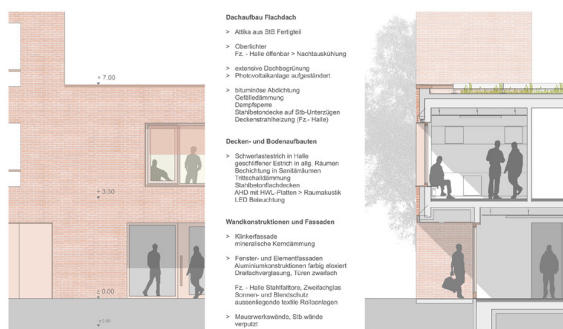 Dachaufbau Flachdach
> Attika aus StB Fertigteil
> Oberlichter
Fz. - Halle öffenbar > Nachtauskühlung
> extensive Dachbegrünung
> Photovoltaikanlage aufgeständert
> bituminöse Abdichtung
Gefälledämmung
Dampfsperre
Stahlbetondecke auf Stb-Unterzügen
Deckenstrahlheizung (Fz.- Halle)
Decken- und Bodenaufbauten
> Schwerlastestrich in Halle
geschliffener Estrich in allg. Räumen
Bechichtung in Sanitärräumen
Trittschalldämmung
Stahlbetonflachdecken
AHD mit HWL-Platten > Raumakustik
LED Beleuchtung
Wandkonstruktionen und Fassaden
> Klinkerfassade
mineralische Kerndämmung
> Fenster- und Elementfassaden
Aluminiumkonstruktionen farbig eloxiert
Dreifachverglasung, Türen zweifach
Fz. - Halle Stahlfalttore, Zweifachglas
Sonnen- und Blendschutz
aussenliegende textile Rolloanlagen
> Mauerwerkswände, Stb wände
verputzt
+ 7.00
+ 3.30
± 0.00